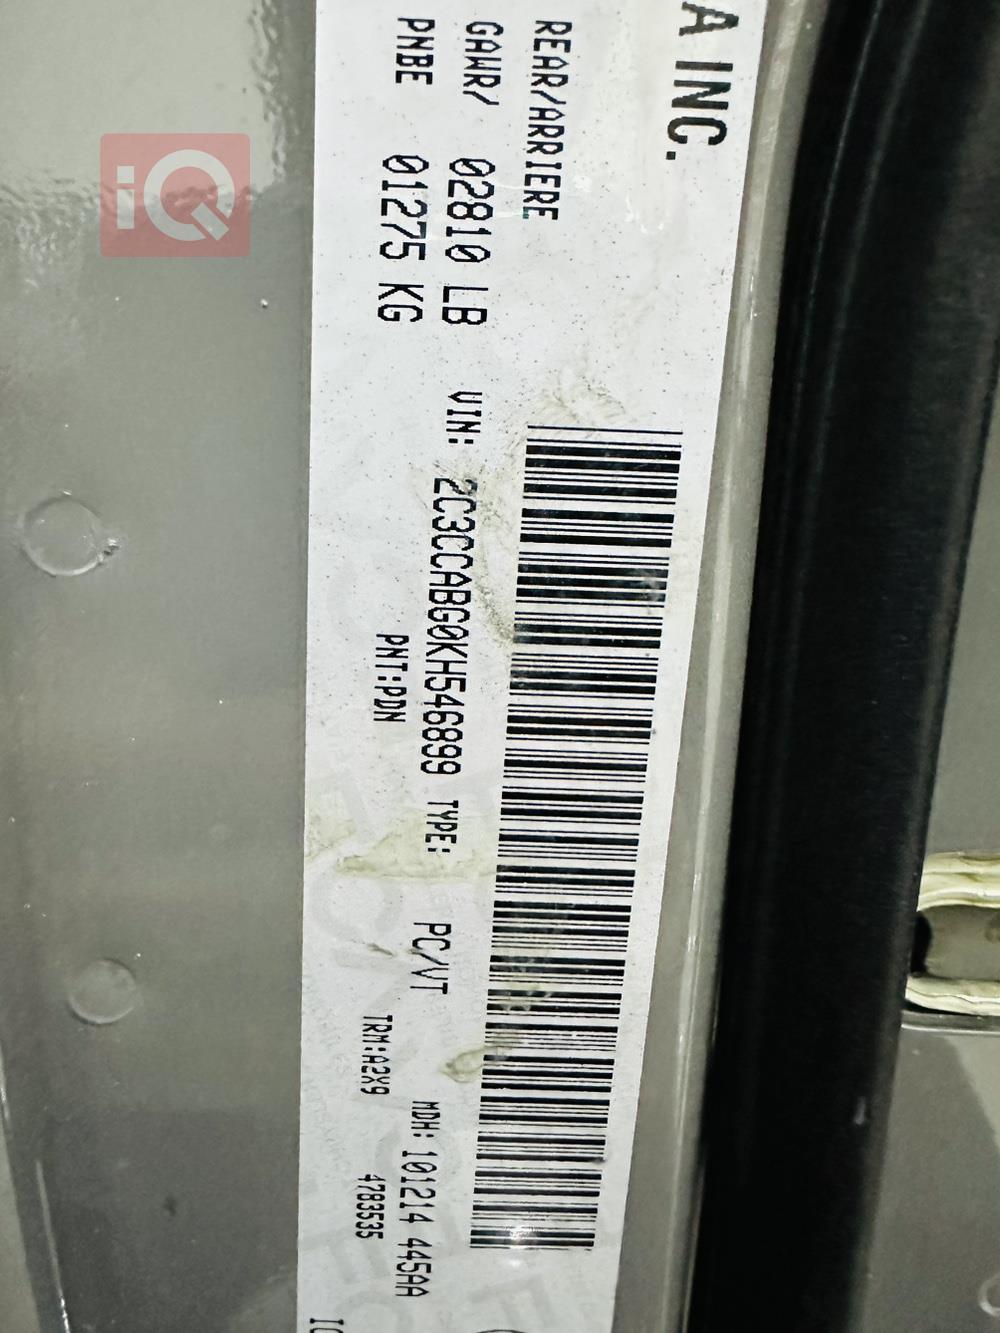 A INC.
REAR/ARRIERE
GAWR/ 02810 LB
PNBE 01275 KG
VIN: 2C3CCABG0KH546899 TYPE: PC/VT MDH: 101214 445AA
PNT:PDN TRM:A2X9 4783535
iQ